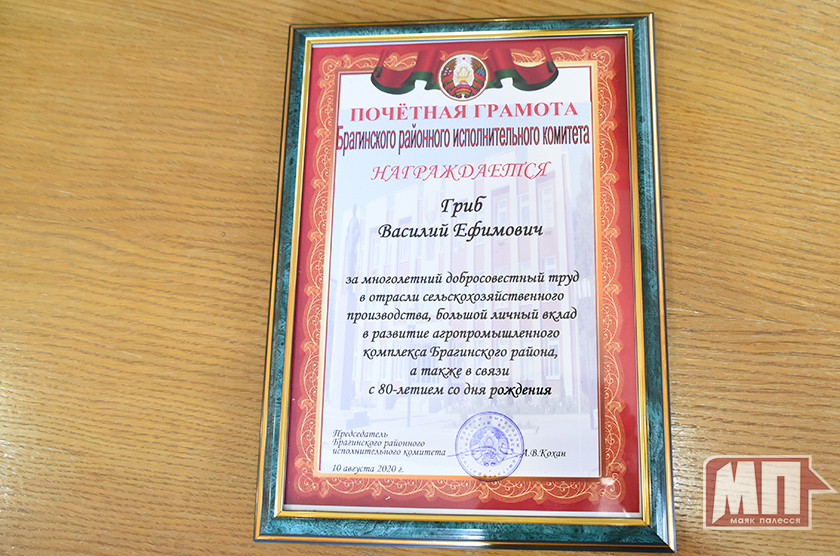 ПОЧЁТНАЯ ГРАМОТА
Брагинского районного исполнительного комитета
НАГРАЖДАЕТСЯ
Гриб
Василий Ефимович
за многолетний добросовестный труд
в отрасли сельскохозяйственного
производства, большой личный вклад
в развитие агропромышленного
комплекса Брагинского района,
а также в связи
с 80-летием со дня рождения
Председатель
Брагинского районного
исполнительного комитета А.В.Кохан
10 августа 2020 г.
МП
МАЯК ПАЛЕССЯ